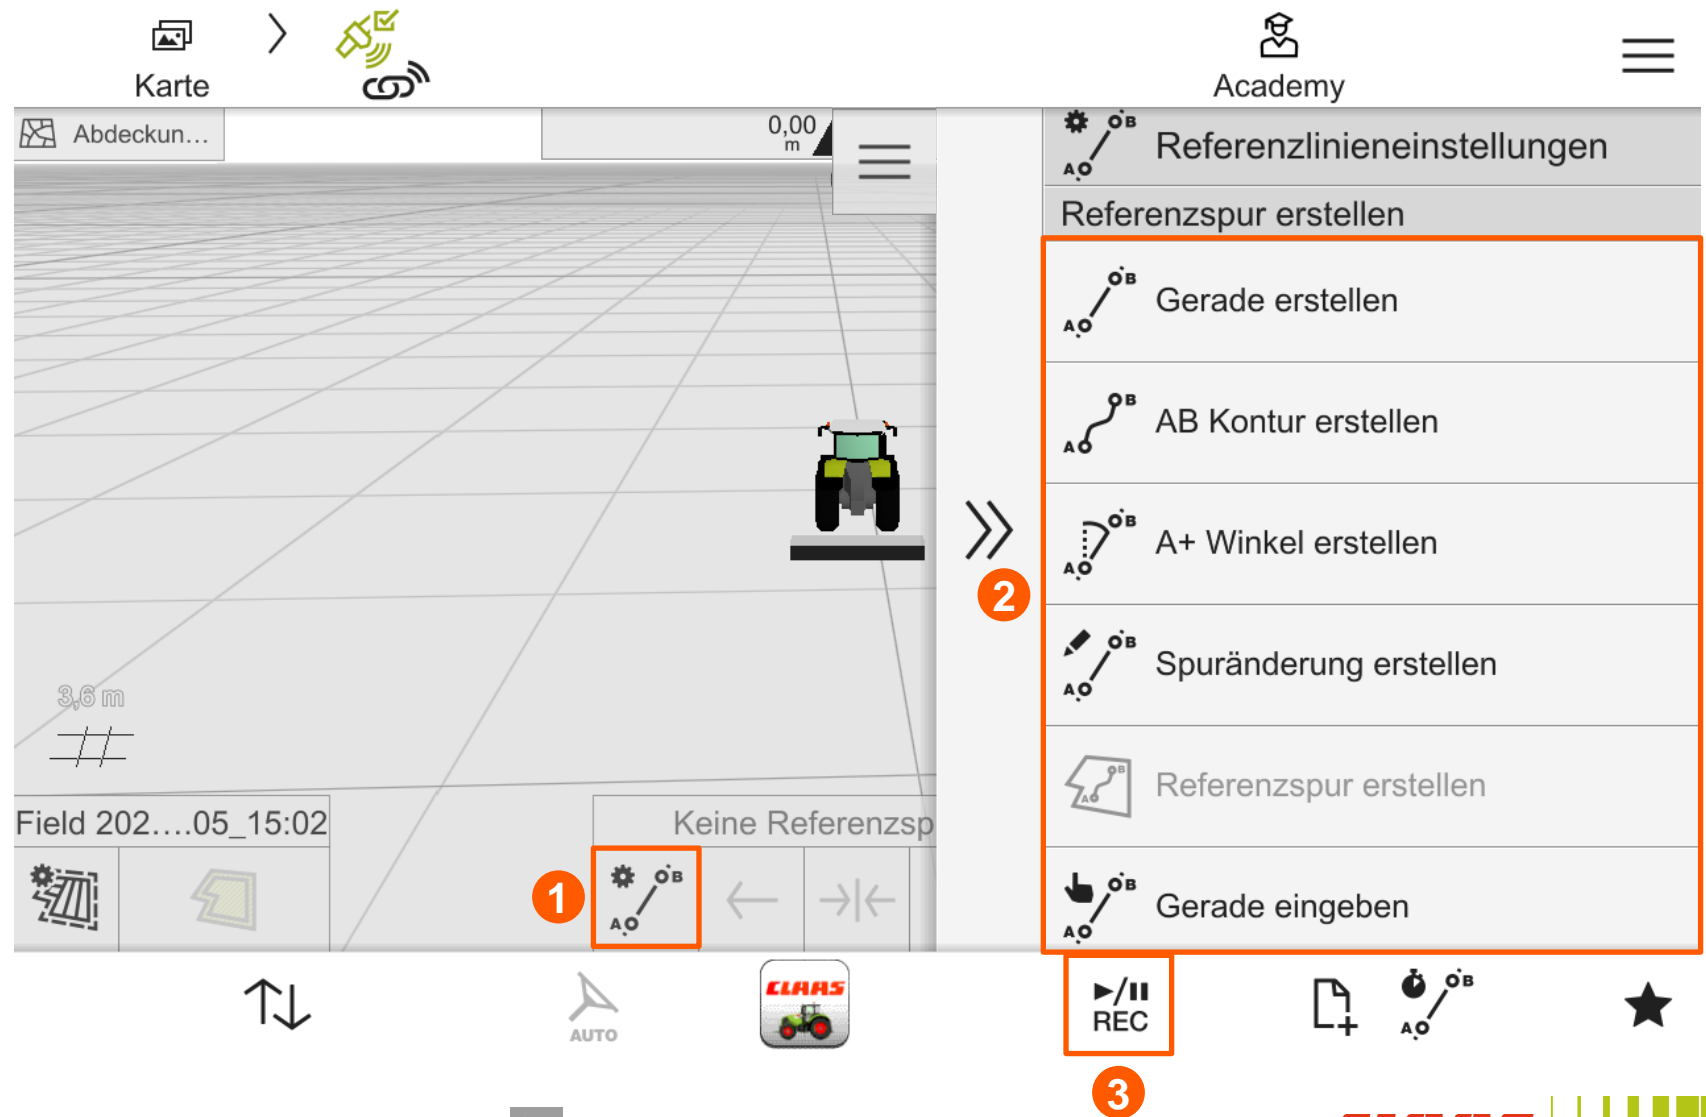 Karte
Academy
Abdeckun...
0,00
m
Referenzlinieneinstellungen
Referenzspur erstellen
Gerade erstellen
AB Kontur erstellen
A+ Winkel erstellen
2
Spuränderung erstellen
3,6 m
Referenzspur erstellen
Field 202....05_15:02
Keine Referenzsp
1
A B
Gerade eingeben
AUTO
CLAAS
REC
A B
3